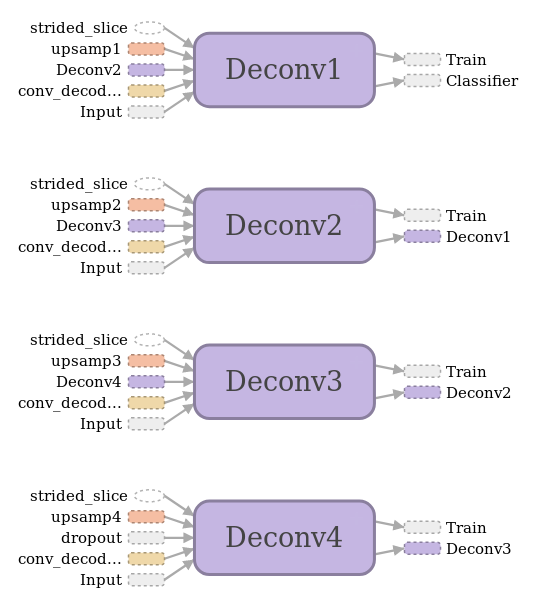 strided_slice
upsamp1
Deconv2
conv_decod...
Input
Deconv1
Train
Classifier
strided_slice
upsamp2
Deconv3
conv_decod...
Input
Deconv2
Train
Deconv1
strided_slice
upsamp3
Deconv4
conv_decod...
Input
Deconv3
Train
Deconv2
strided_slice
upsamp4
dropout
conv_decod...
Input
Deconv4
Train
Deconv3